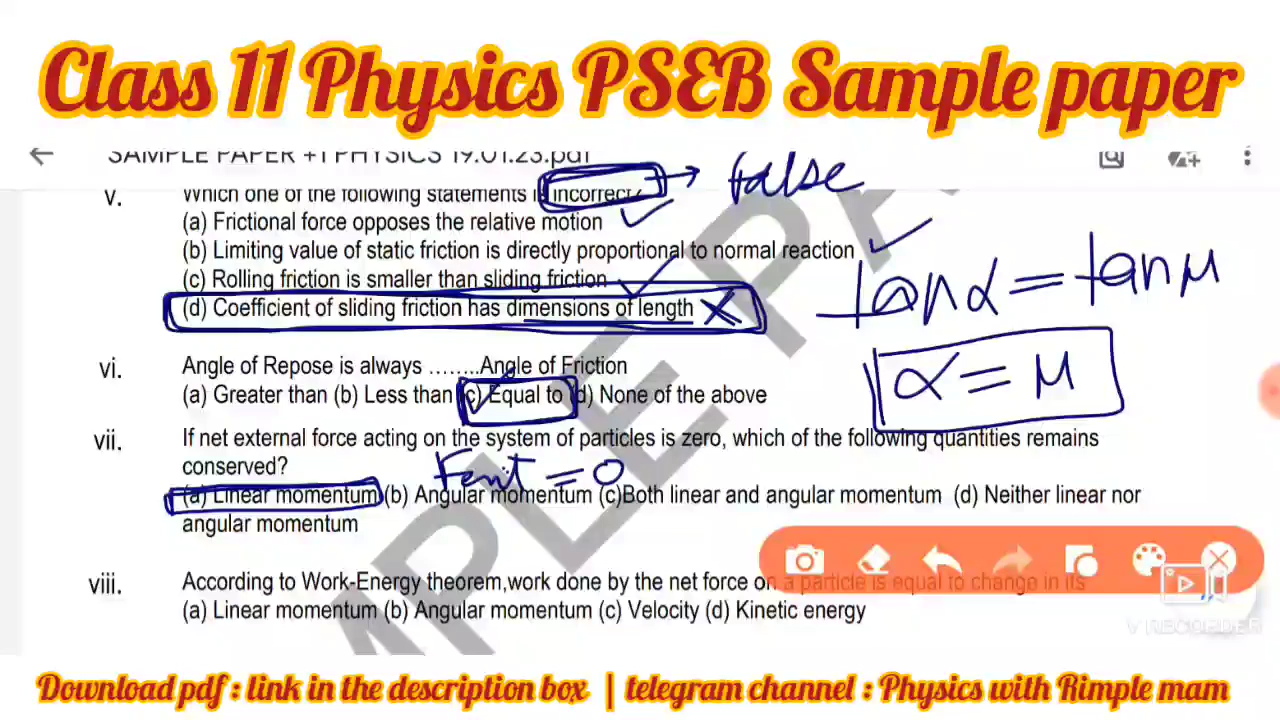 Class 11 Physics PSEB Sample paper
SAMPLE PAPER +1 PHYSICS 19.01.23.pdf
v. Which one of the following statements is incorrect? → false
(a) Frictional force opposes the relative motion
(b) Limiting value of static friction is directly proportional to normal reaction
(c) Rolling friction is smaller than sliding friction
tanα = tanμ
(d) Coefficient of sliding friction has dimensions of length
vi. Angle of Repose is always ……..Angle of Friction
α = μ
(a) Greater than (b) Less than (c) Equal to (d) None of the above
vii. If net external force acting on the system of particles is zero, which of the following quantities remains
conserved?
Fext = 0
(a) Linear momentum (b) Angular momentum (c)Both linear and angular momentum (d) Neither linear nor
angular momentum
viii. According to Work-Energy theorem,work done by the net force on a particle is equal to change in its
(a) Linear momentum (b) Angular momentum (c) Velocity (d) Kinetic energy
V RECORDER
SAMPLE PAPER
Download pdf : link in the description box | telegram channel : Physics with Rimple mam